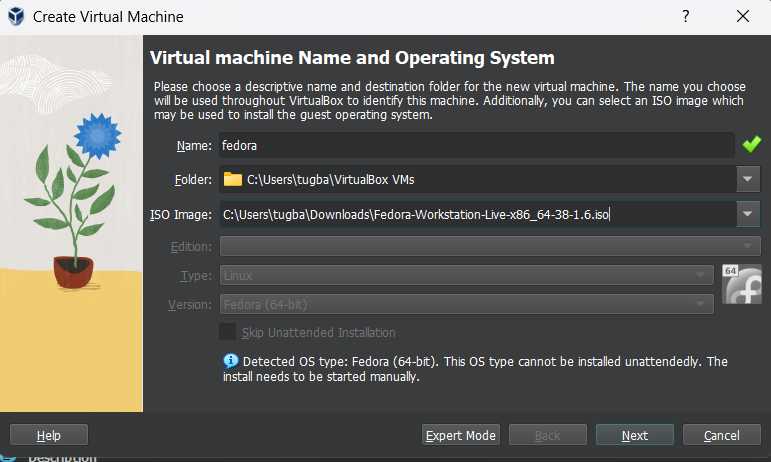 Create Virtual Machine
?
Virtual machine Name and Operating System
Please choose a descriptive name and destination folder for the new virtual machine. The name you choose
will be used throughout VirtualBox to identify this machine. Additionally, you can select an ISO image which
may be used to install the guest operating system.
Name: fedora
Folder: C:\Users\tugba\VirtualBox VMs
ISO Image: C:\Users\tugba\Downloads\Fedora-Workstation-Live-x86_64-38-1.6.iso
Edition:
Type: Linux
64
Version: Fedora (64-bit)
Skip Unattended Installation
Detected OS type: Fedora (64-bit). This OS type cannot be installed unattendedly. The
install needs to be started manually.
Help Expert Mode Back Next Cancel
Description